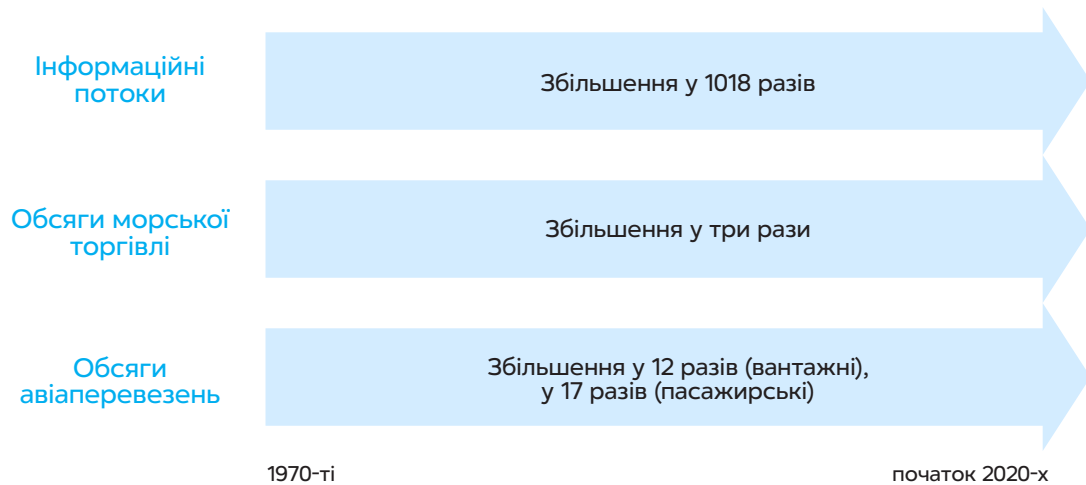 Інформаційні
потоки
Збільшення у 1018 разів
Обсяги морської
торгівлі
Збільшення у три рази
Обсяги
авіаперевезень
Збільшення у 12 разів (вантажні),
у 17 разів (пасажирські)
1970-ті
початок 2020-х